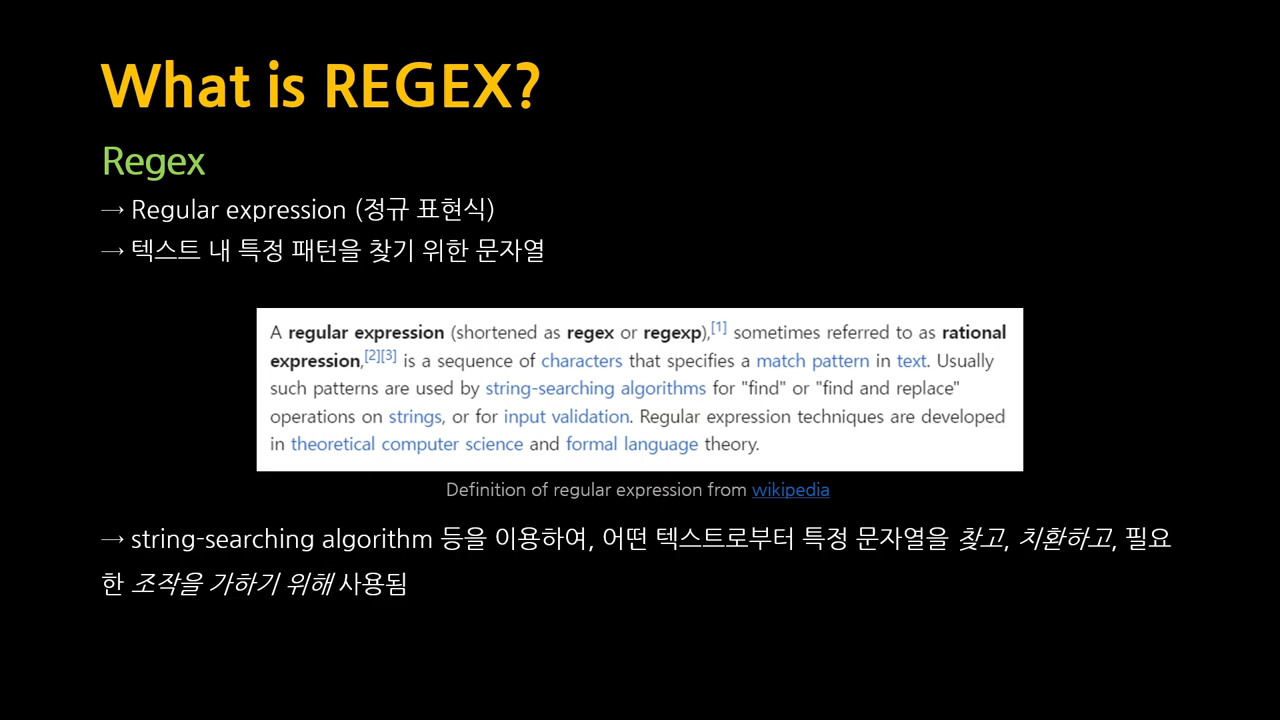 What is REGEX?
Regex
→ Regular expression (정규 표현식)
→ 텍스트 내 특정 패턴을 찾기 위한 문자열
A regular expression (shortened as regex or regexp),[1] sometimes referred to as rational
expression,[2][3] is a sequence of characters that specifies a match pattern in text. Usually
such patterns are used by string-searching algorithms for "find" or "find and replace"
operations on strings, or for input validation. Regular expression techniques are developed
in theoretical computer science and formal language theory.
Definition of regular expression from wikipedia
→ string-searching algorithm 등을 이용하여, 어떤 텍스트로부터 특정 문자열을 찾고, 치환하고, 필요
한 조작을 가하기 위해 사용됨